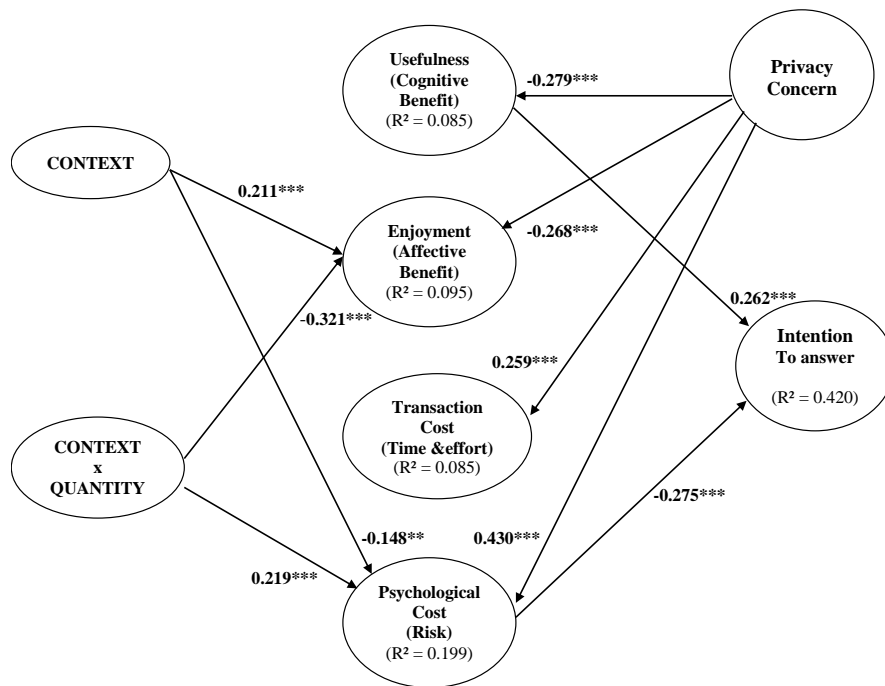 Usefulness
(Cognitive
Benefit)
(R² = 0.085)
-0.279***
Privacy
Concern
CONTEXT
0.211***
Enjoyment
(Affective
Benefit)
(R² = 0.095)
-0.268***
-0.321***
0.262***
Intention
To answer
(R² = 0.420)
0.259***
Transaction
Cost
(Time &effort)
(R² = 0.085)
CONTEXT
x
QUANTITY
-0.275***
-0.148**
0.430***
0.219***
Psychological
Cost
(Risk)
(R² = 0.199)